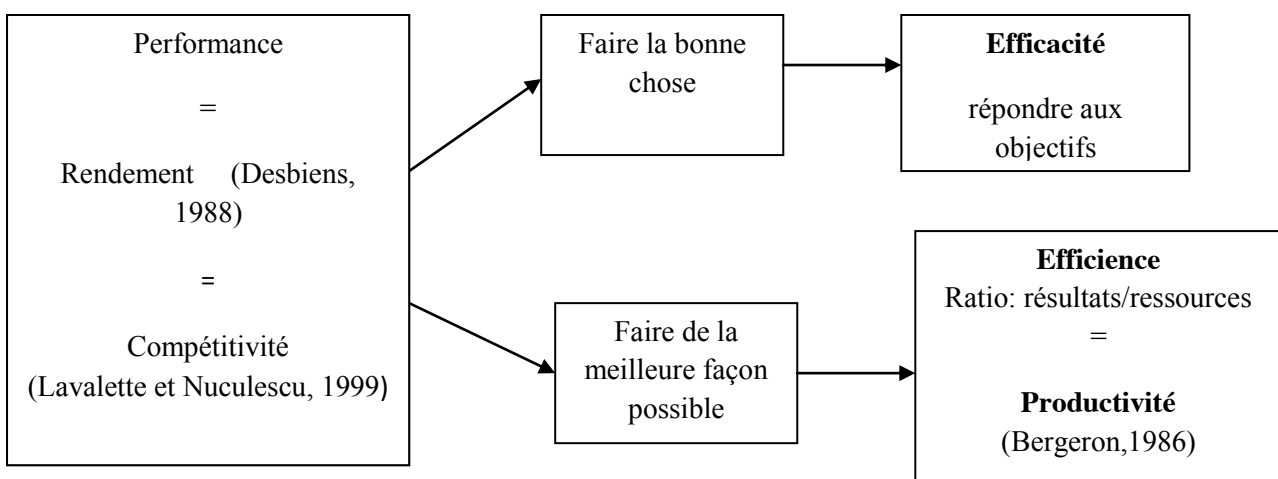 Performance
=
Rendement (Desbiens,
1988)
=
Compétitivité
(Lavalette et Nuculescu, 1999)
Faire la bonne
chose
Efficacité
répondre aux
objectifs
Faire de la
meilleure façon
possible
Efficience
Ratio: résultats/ressources
=
Productivité
(Bergeron,1986)